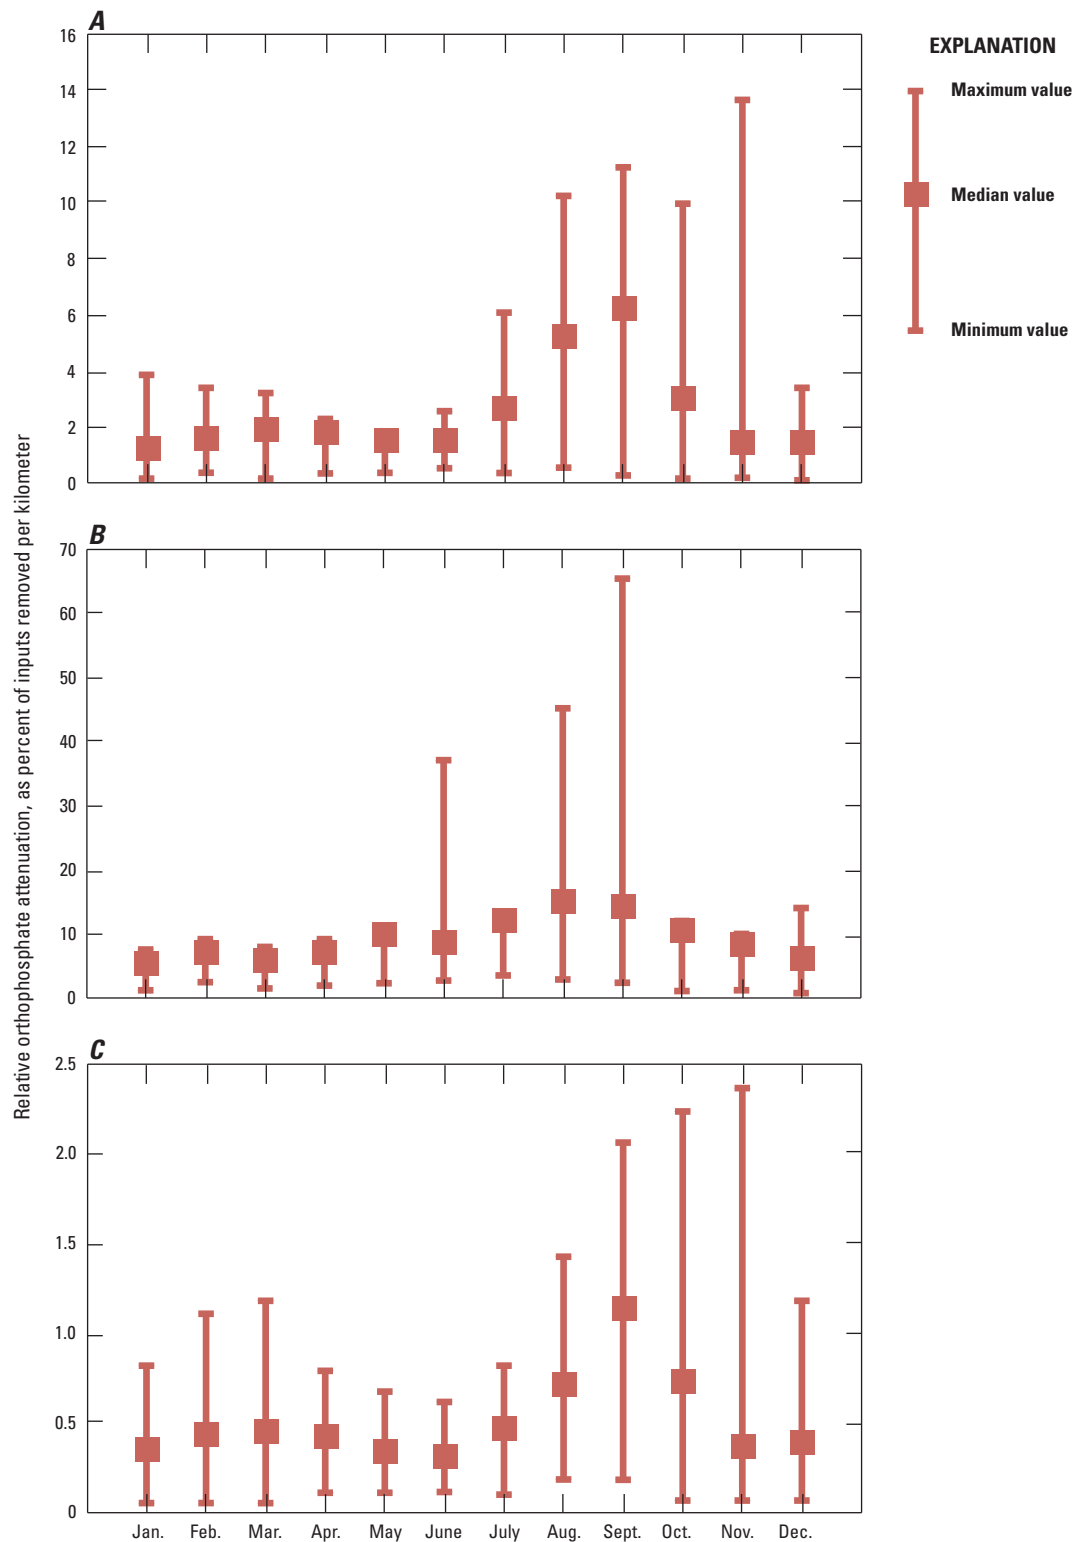 A
16
14
12
10
8
6
4
2
0
EXPLANATION
Maximum value
Median value
Minimum value
Relative orthophosphate attenuation, as percent of inputs removed per kilometer
B
70
60
50
40
30
20
10
0
C
2.5
2.0
1.5
1.0
0.5
0
Jan. Feb. Mar. Apr. May June July Aug. Sept. Oct. Nov. Dec.